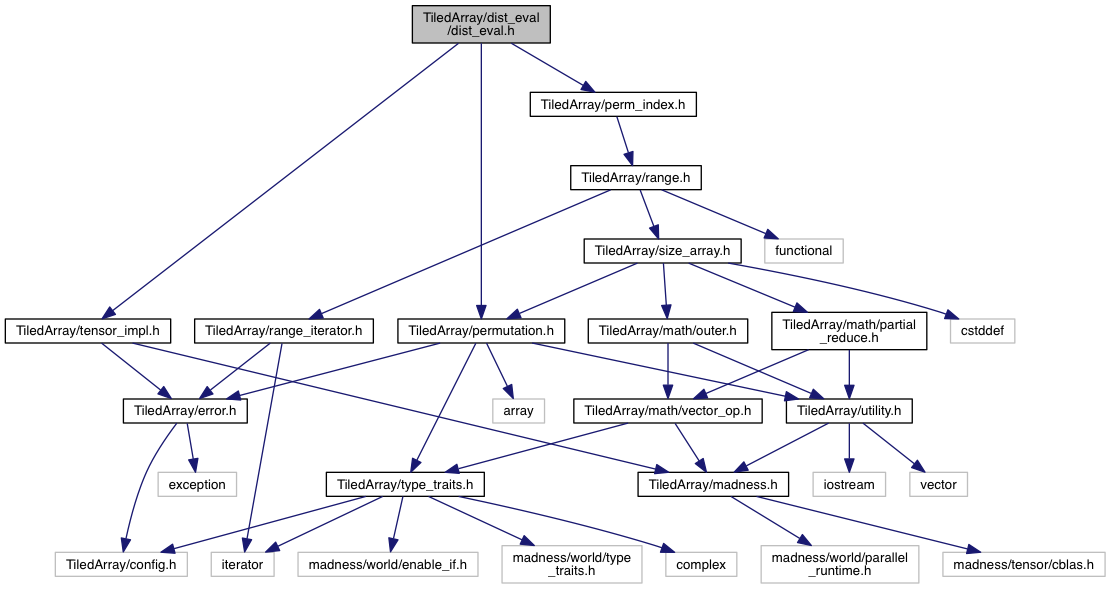 TiledArray/dist_eval
/dist_eval.h
TiledArray/perm_index.h
TiledArray/range.h
TiledArray/size_array.h
functional
TiledArray/tensor_impl.h
TiledArray/range_iterator.h
TiledArray/permutation.h
TiledArray/math/outer.h
TiledArray/math/partial
_reduce.h
cstddef
TiledArray/error.h
array
TiledArray/math/vector_op.h
TiledArray/utility.h
exception
TiledArray/type_traits.h
TiledArray/madness.h
iostream
vector
TiledArray/config.h
iterator
madness/world/enable_if.h
madness/world/type
_traits.h
complex
madness/world/parallel
_runtime.h
madness/tensor/cblas.h